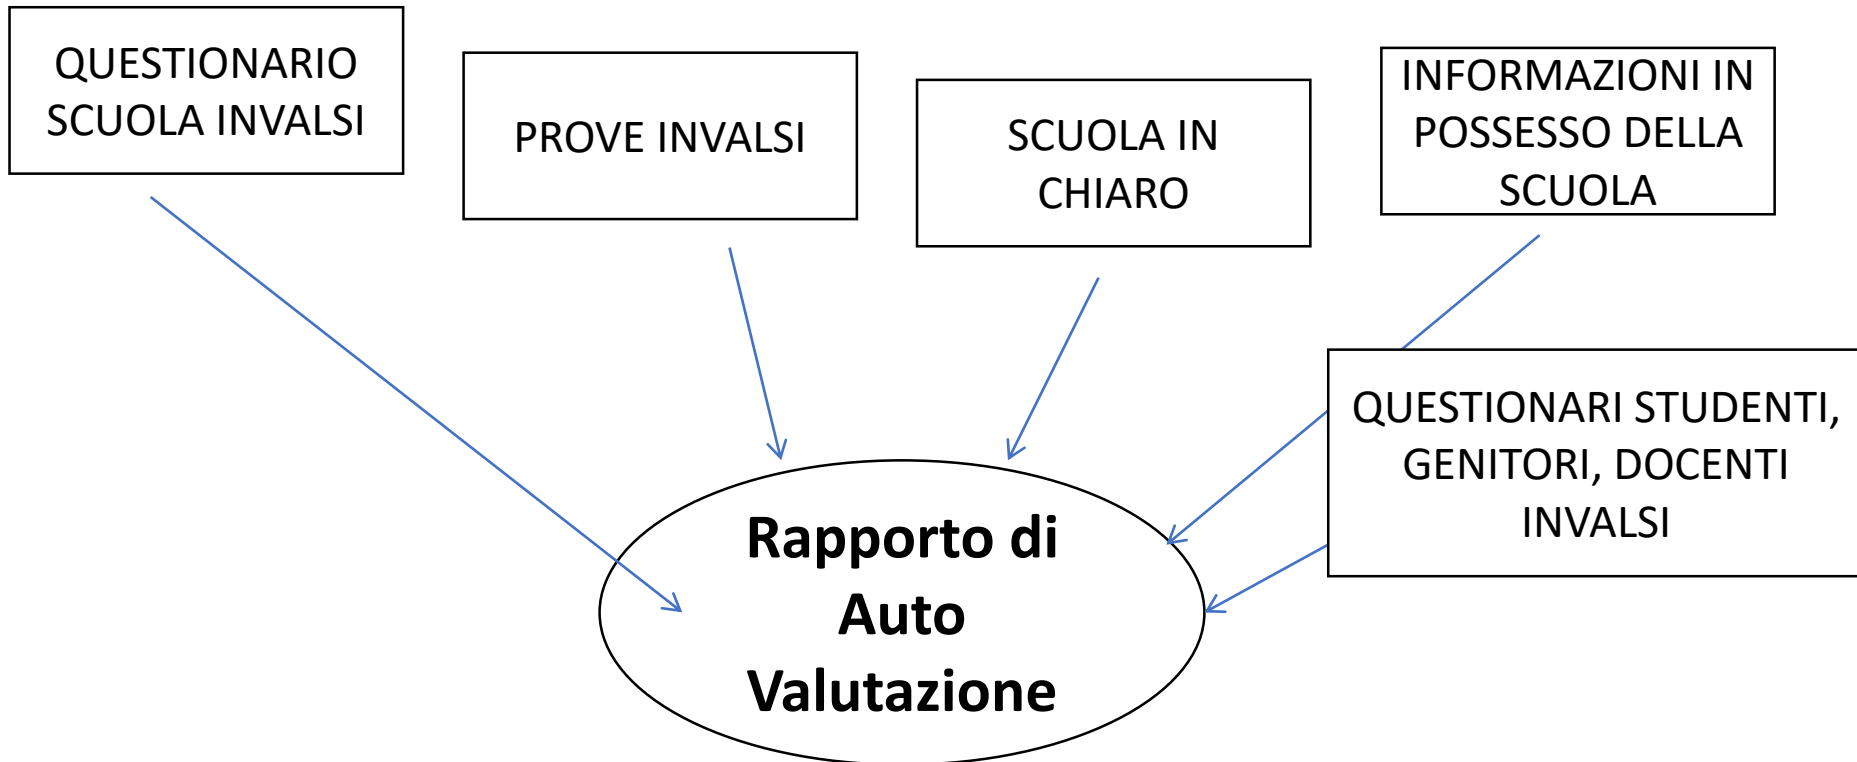 QUESTIONARIO
SCUOLA INVALSI
PROVE INVALSI
SCUOLA IN
CHIARO
INFORMAZIONI IN
POSSESSO DELLA
SCUOLA
QUESTIONARI STUDENTI,
GENITORI, DOCENTI
INVALSI
Rapporto di
Auto
Valutazione